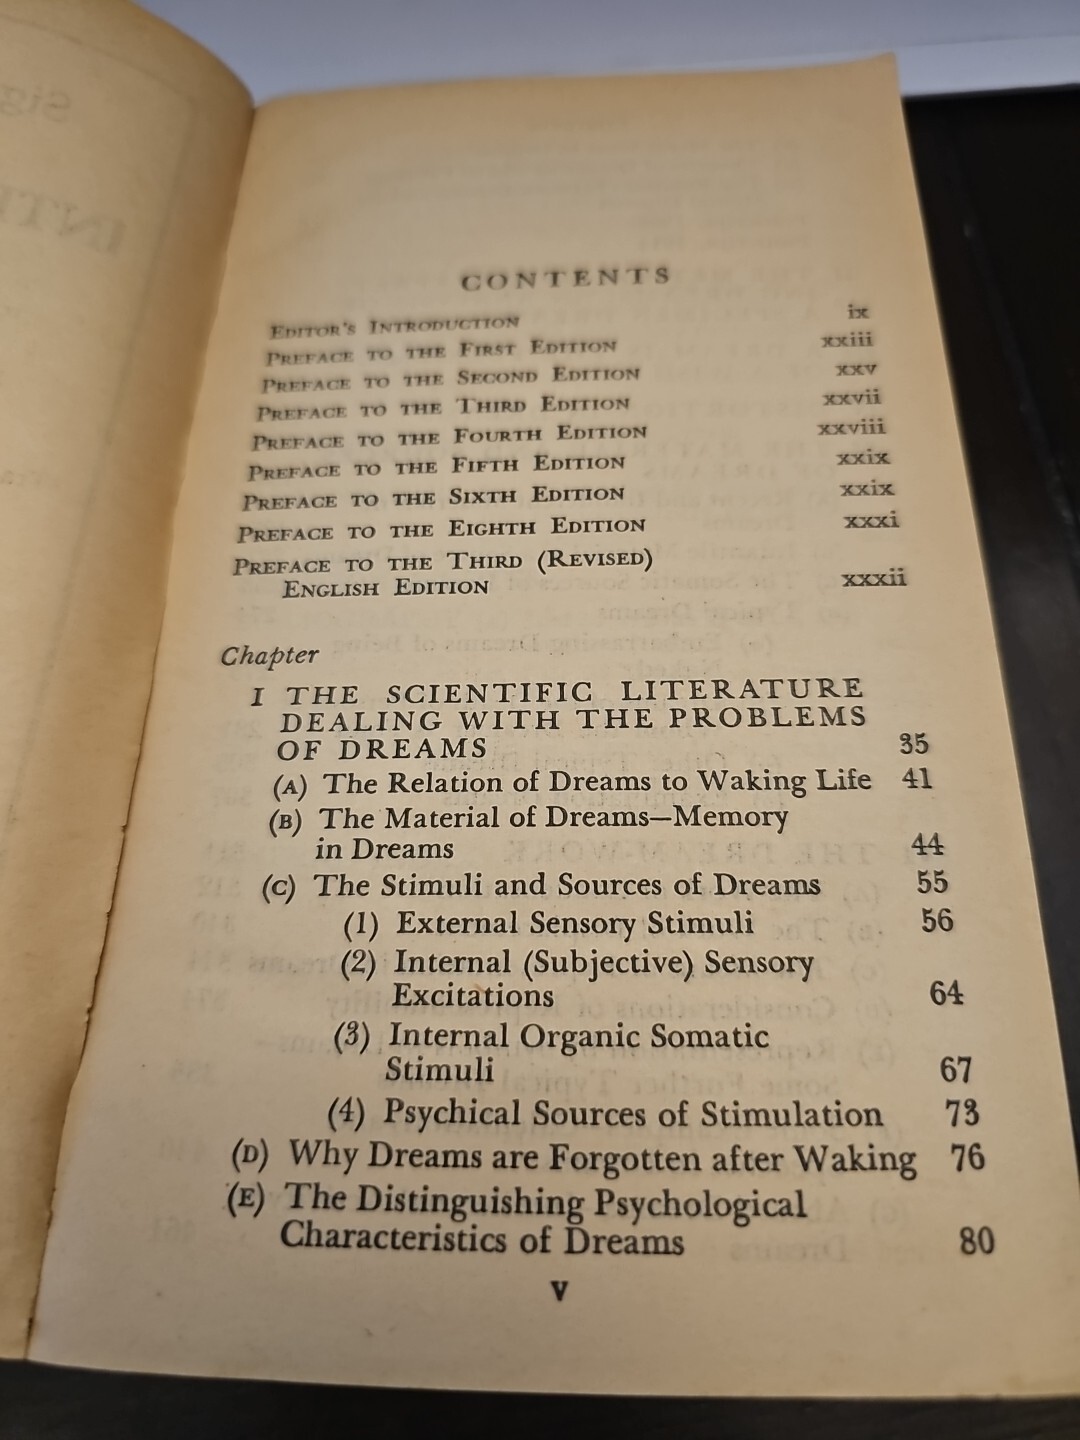 CONTENTS
EDITOR'S INTRODUCTION ix
PREFACE TO THE FIRST EDITION xxiii
PREFACE TO THE SECOND EDITION xxv
PREFACE TO THE THIRD EDITION xxvii
PREFACE TO THE FOURTH EDITION xxviii
PREFACE TO THE FIFTH EDITION xxix
PREFACE TO THE SIXTH EDITION xxix
PREFACE TO THE EIGHTH EDITION xxxi
PREFACE TO THE THIRD (REVISED)
ENGLISH EDITION xxxii
Chapter
I THE SCIENTIFIC LITERATURE
DEALING WITH THE PROBLEMS
OF DREAMS 35
(A) The Relation of Dreams to Waking Life 41
(B) The Material of Dreams—Memory
in Dreams 44
(C) The Stimuli and Sources of Dreams 55
(1) External Sensory Stimuli 56
(2) Internal (Subjective) Sensory
Excitations 64
(3) Internal Organic Somatic
Stimuli 67
(4) Psychical Sources of Stimulation 73
(D) Why Dreams are Forgotten after Waking 76
(E) The Distinguishing Psychological
Characteristics of Dreams 80
v